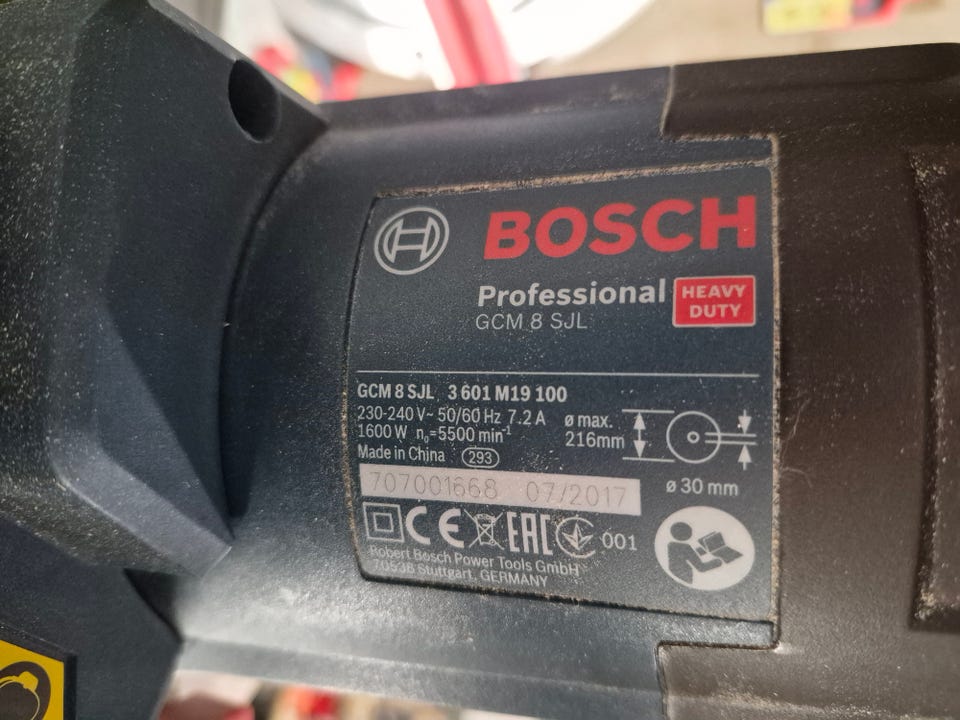 BOSCH
Professional
HEAVY
DUTY
GCM 8 SJL
GCM 8 SJL 3 601 M19 100
230-240 V~ 50/60 Hz 7.2 A
1600 W n₀=5500 min⁻¹
ø max.
216mm
Made in China 293
707001668 07/2017
ø 30 mm
CE EAC 001
Robert Bosch Power Tools GmbH
70538 Stuttgart, GERMANY